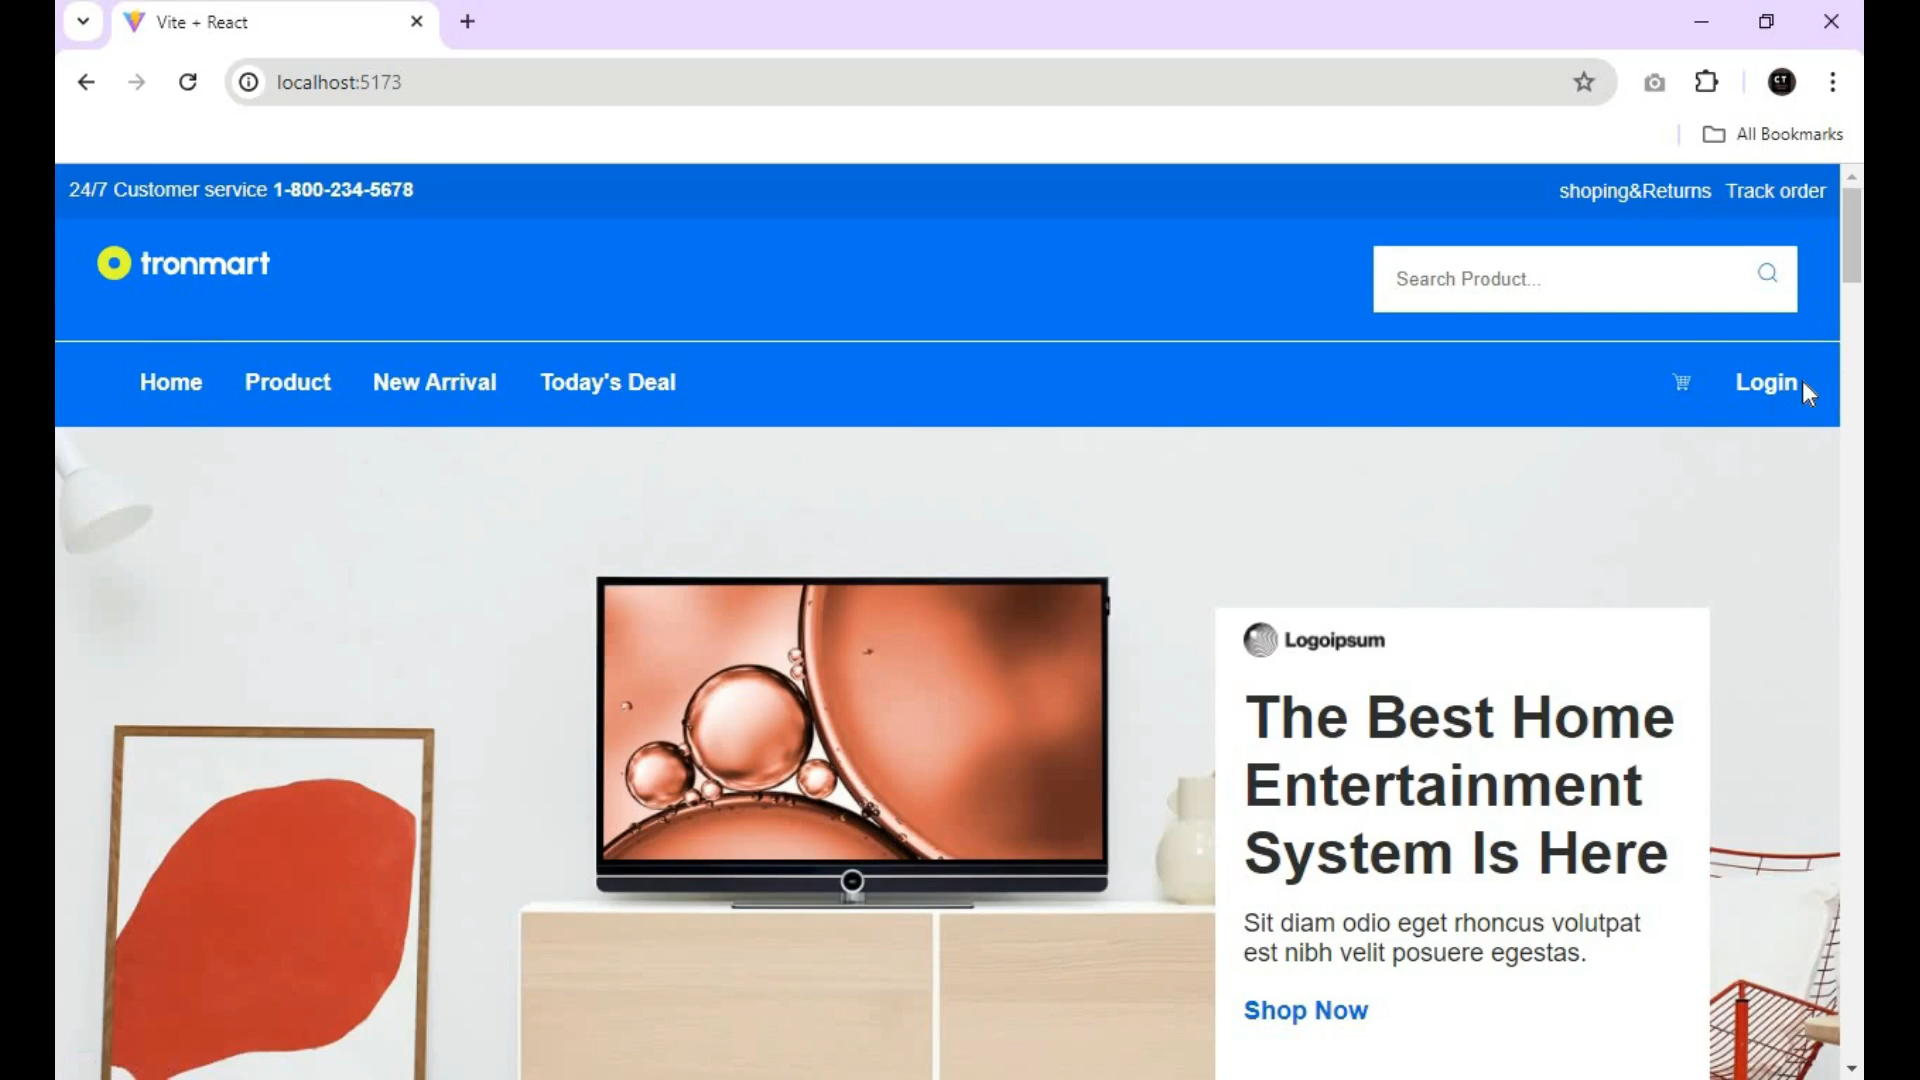 Vite + React
localhost:5173
All Bookmarks
24/7 Customer service 1-800-234-5678
shoping&Returns Track order
tronmart
Search Product...
Home Product New Arrival Today's Deal
Login
Logoipsum
The Best Home
Entertainment
System Is Here
Sit diam odio eget rhoncus volutpat
est nibh velit posuere egestas.
Shop Now